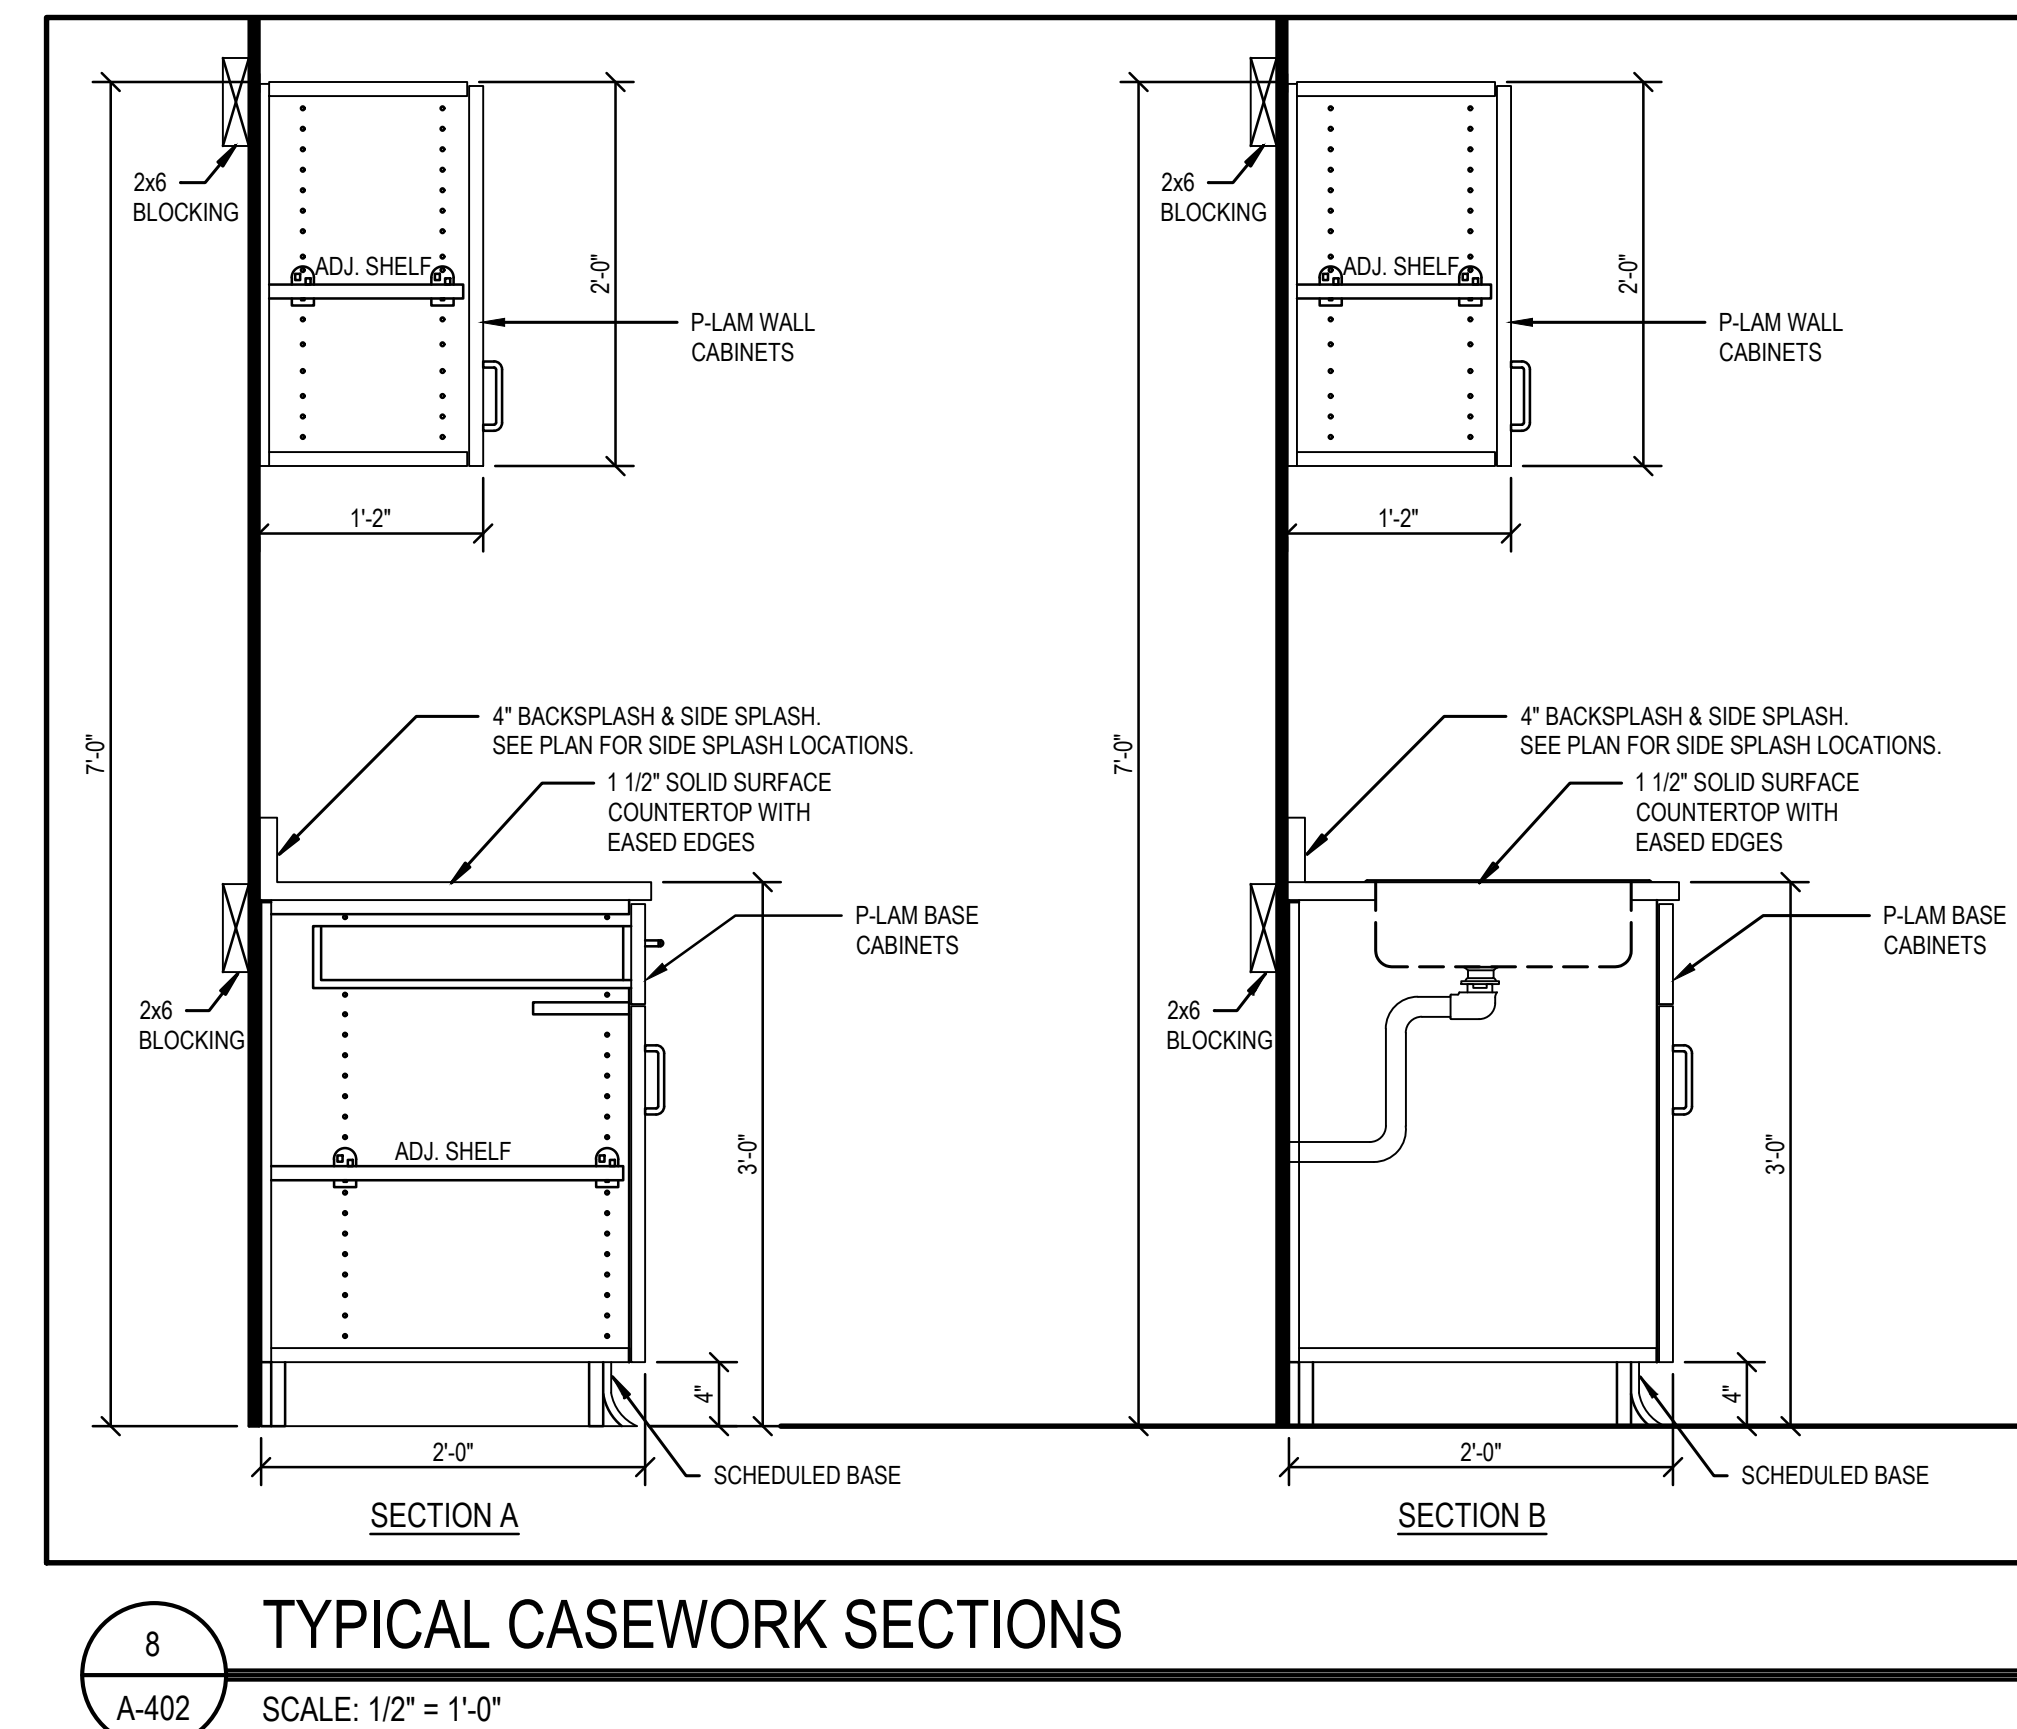 2x6
BLOCKING
ADJ. SHELF
2'-0"
P-LAM WALL
CABINETS
1'-2"
7'-0"
4" BACKSPLASH & SIDE SPLASH.
SEE PLAN FOR SIDE SPLASH LOCATIONS.
1 1/2" SOLID SURFACE
COUNTERTOP WITH
EASED EDGES
P-LAM BASE
CABINETS
2x6
BLOCKING
ADJ. SHELF
3'-0"
4"
2'-0"
SCHEDULED BASE
SECTION A
2x6
BLOCKING
ADJ. SHELF
2'-0"
P-LAM WALL
CABINETS
1'-2"
7'-0"
4" BACKSPLASH & SIDE SPLASH.
SEE PLAN FOR SIDE SPLASH LOCATIONS.
1 1/2" SOLID SURFACE
COUNTERTOP WITH
EASED EDGES
P-LAM BASE
CABINETS
2x6
BLOCKING
3'-0"
4"
2'-0"
SCHEDULED BASE
SECTION B
8
A-402
TYPICAL CASEWORK SECTIONS
SCALE: 1/2" = 1'-0"